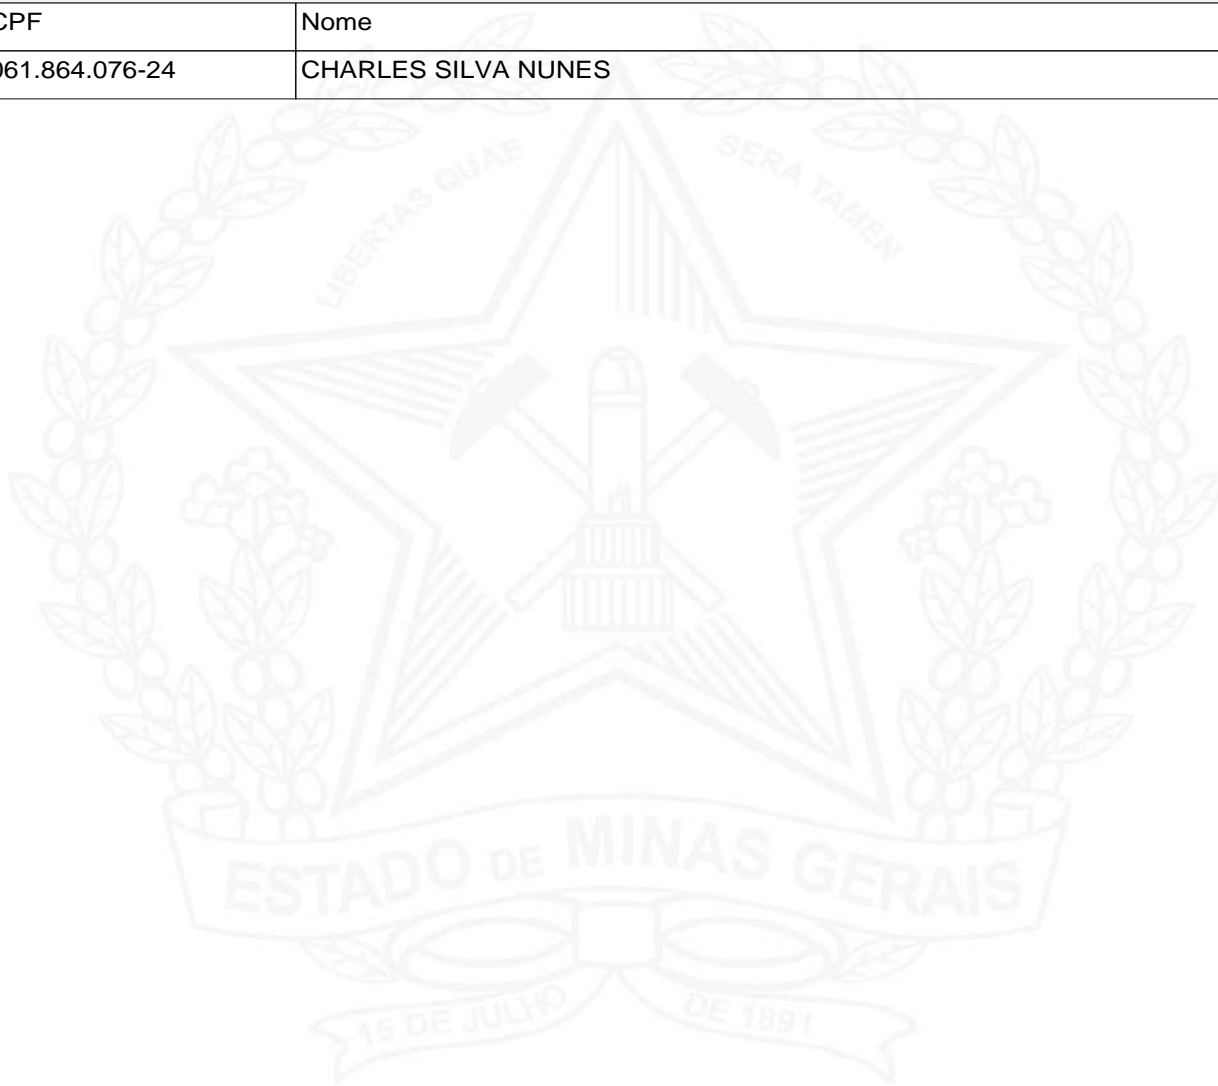 CPF Nome
061.864.076-24 CHARLES SILVA NUNES
LIBERTAS QUAE SERA TAMEN
ESTADO DE MINAS GERAIS
15 DE JULHO DE 1891